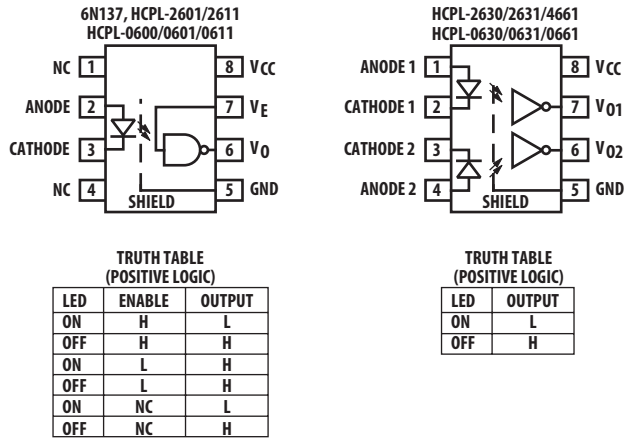 6N137, HCPL-2601/2611
HCPL-0600/0601/0611
NC 1
8 VCC
ANODE 2
7 VE
CATHODE 3
6 VO
NC 4
5 GND
SHIELD
TRUTH TABLE
(POSITIVE LOGIC)
LED ENABLE OUTPUT
ON H L
OFF H H
ON L H
OFF L H
ON NC L
OFF NC H
HCPL-2630/2631/4661
HCPL-0630/0631/0661
ANODE 1 1
8 VCC
CATHODE 1 2
7 VO1
CATHODE 2 3
6 VO2
ANODE 2 4
5 GND
SHIELD
TRUTH TABLE
(POSITIVE LOGIC)
LED OUTPUT
ON L
OFF H